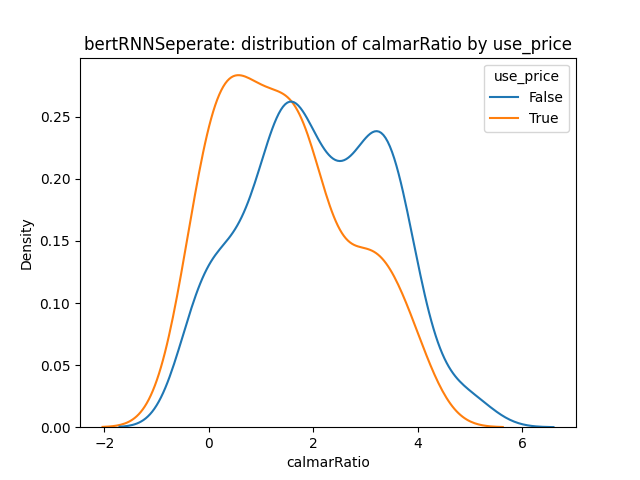 bertRNNSeperate: distribution of calmarRatio by use_price
use_price
False
True
Density
0.25
0.20
0.15
0.10
0.05
0.00
−2
0
2
4
6
calmarRatio